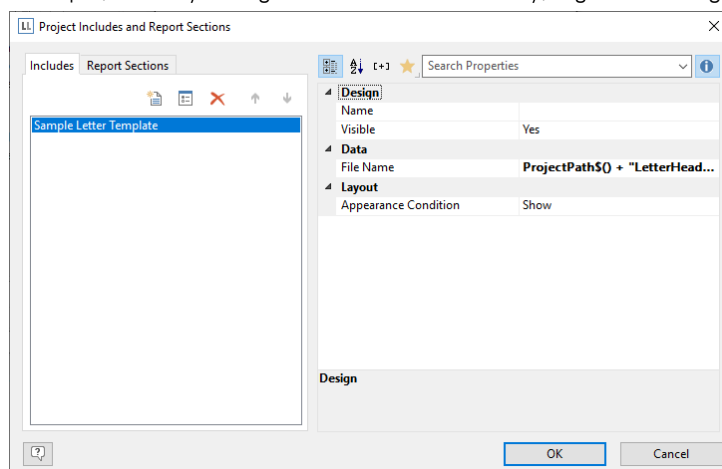 LL Project Includes and Report Sections
Includes Report Sections
Sample Letter Template
Search Properties
Design
Name
Visible Yes
Data
File Name ProjectPath$() + "LetterHead...
Layout
Appearance Condition Show
Design
OK Cancel